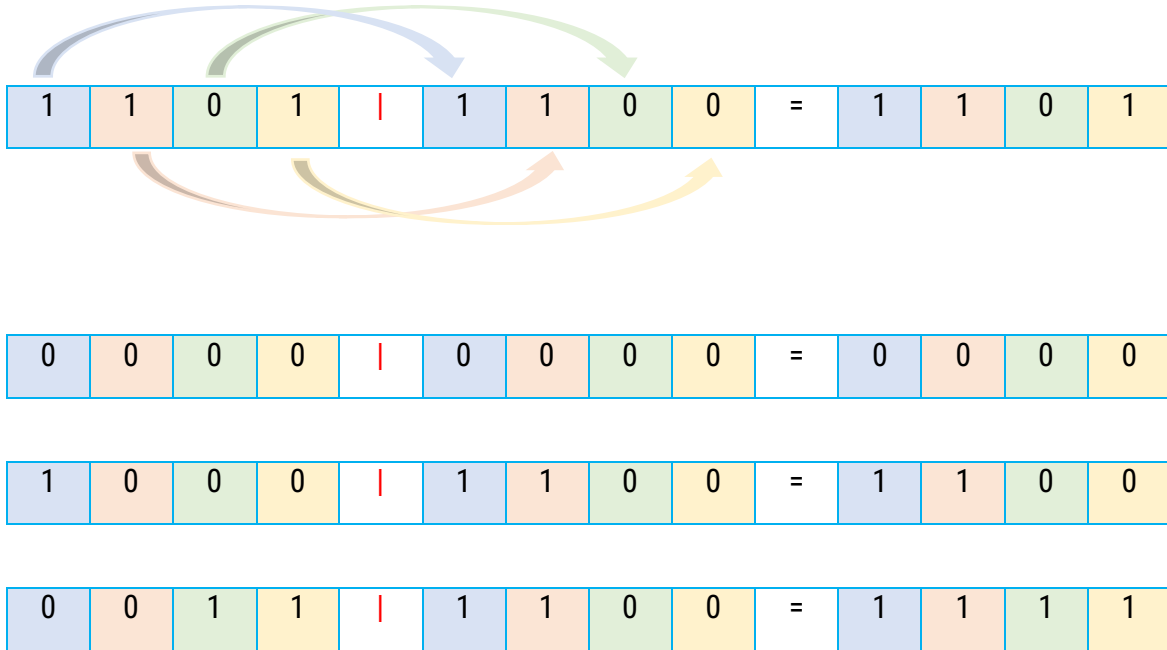 1 1 0 1 | 1 1 0 0 = 1 1 0 1
0 0 0 0 | 0 0 0 0 = 0 0 0 0
1 0 0 0 | 1 1 0 0 = 1 1 0 0
0 0 1 1 | 1 1 0 0 = 1 1 1 1